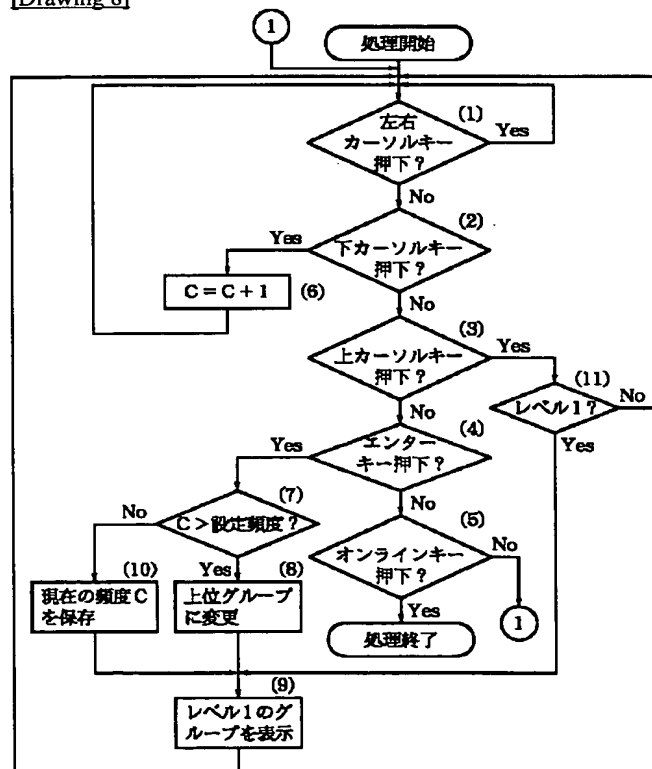 [Drawing 8]
1
処理開始
(1)
左右
カーソルキー
押下？
Yes
No
(2)
下カーソルキー
押下？
Yes
No
C＝C＋1
(6)
(3)
上カーソルキー
押下？
Yes
No
(11)
レベル1？
No
Yes
(4)
エンター
キー押下？
Yes
No
(7)
C＞設定頻度？
No
Yes
(5)
オンラインキー
押下？
No
Yes
(10)
現在の頻度C
を保存
(8)
上位グループ
に変更
1
処理終了
(9)
レベル1のグ
ループを表示